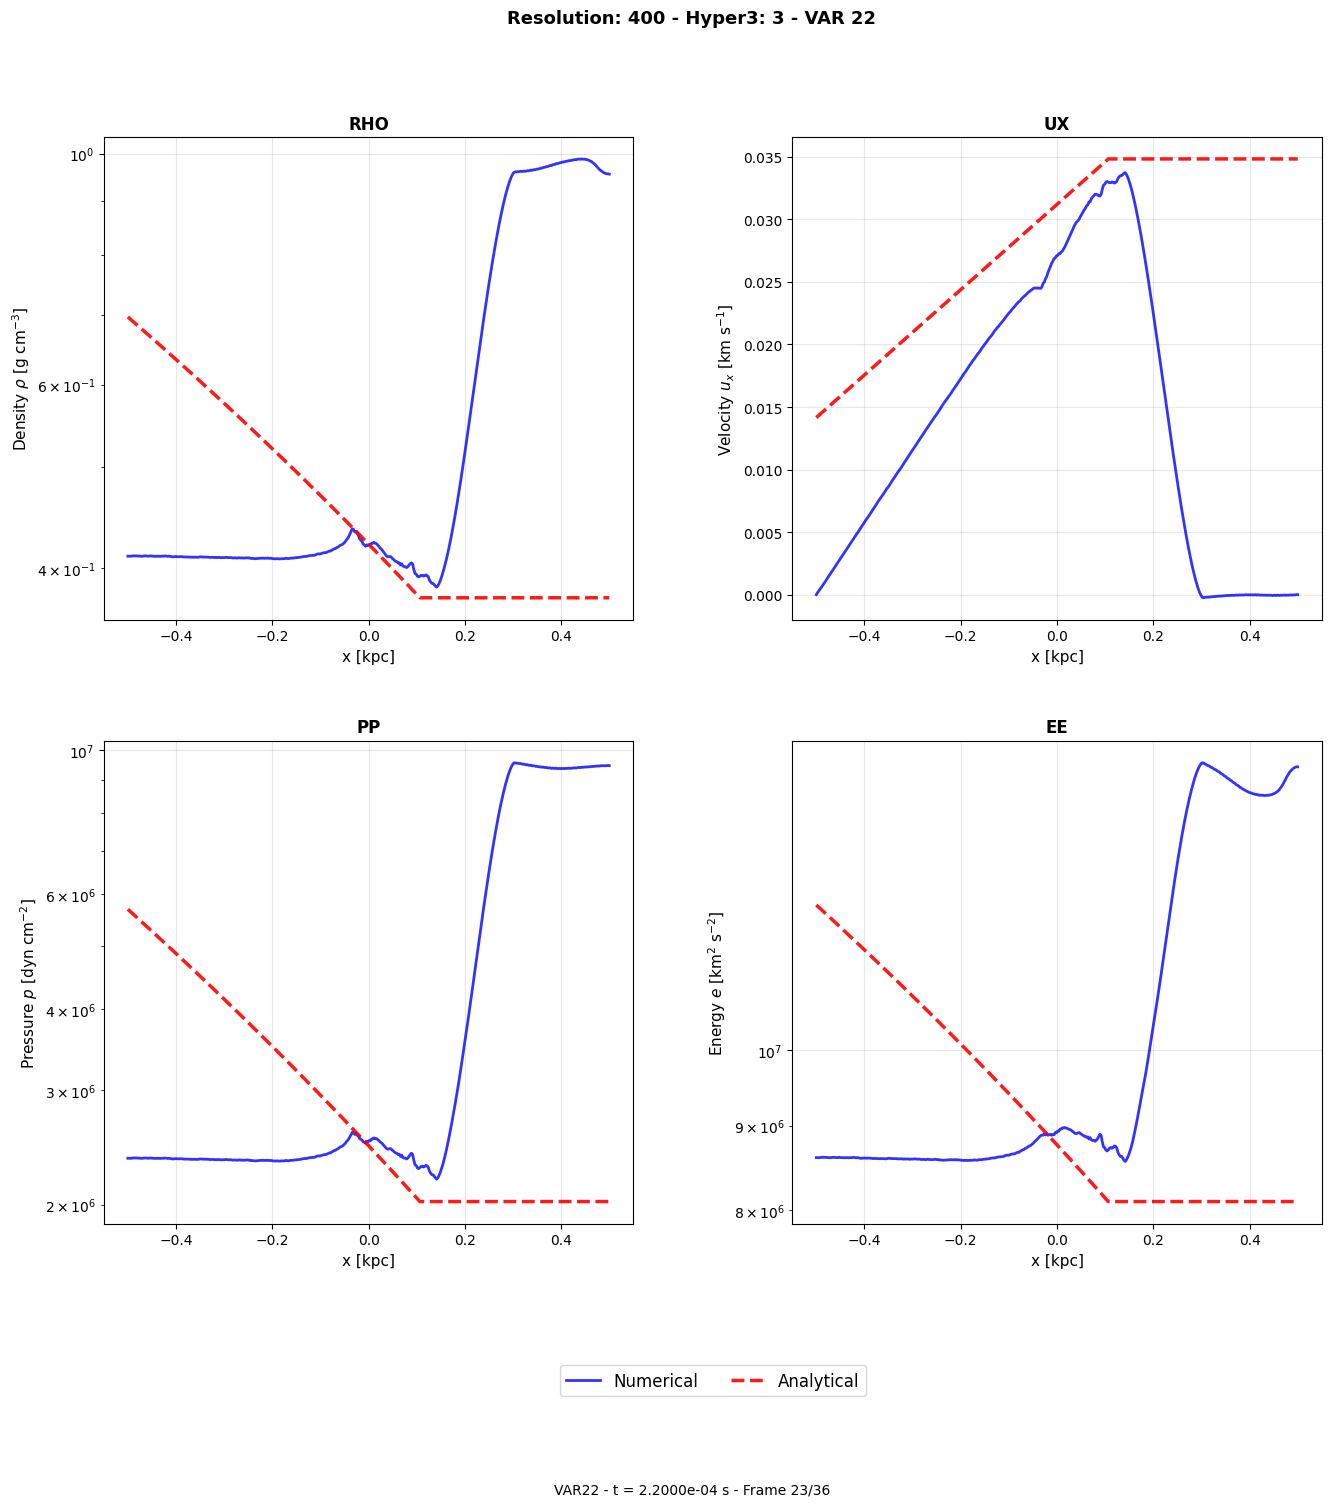 Resolution: 400 - Hyper3: 3 - VAR 22
RHO
Density ρ [g cm⁻³]
10⁰
6 × 10⁻¹
4 × 10⁻¹
−0.4 −0.2 0.0 0.2 0.4
x [kpc]
UX
Velocity uₓ [km s⁻¹]
0.035
0.030
0.025
0.020
0.015
0.010
0.005
0.000
−0.4 −0.2 0.0 0.2 0.4
x [kpc]
PP
Pressure p [dyn cm⁻²]
10⁷
6 × 10⁶
4 × 10⁶
3 × 10⁶
2 × 10⁶
−0.4 −0.2 0.0 0.2 0.4
x [kpc]
EE
Energy e [km² s⁻²]
10⁷
9 × 10⁶
8 × 10⁶
−0.4 −0.2 0.0 0.2 0.4
x [kpc]
Numerical Analytical
VAR22 - t = 2.2000e-04 s - Frame 23/36